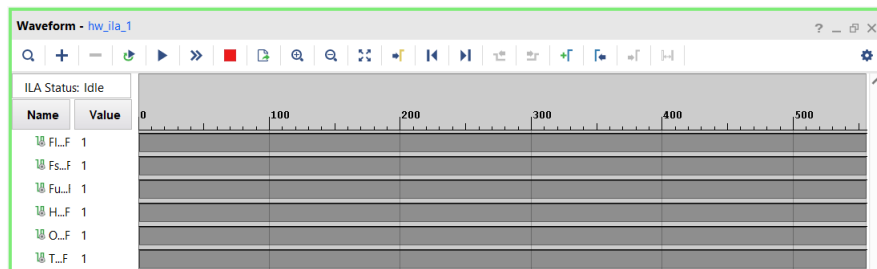 Waveform - hw_ila_1
ILA Status: Idle
Name Value 0 100 200 300 400 500
Fl...F 1
Fs...F 1
Fu...I 1
H...F 1
O...F 1
T...F 1